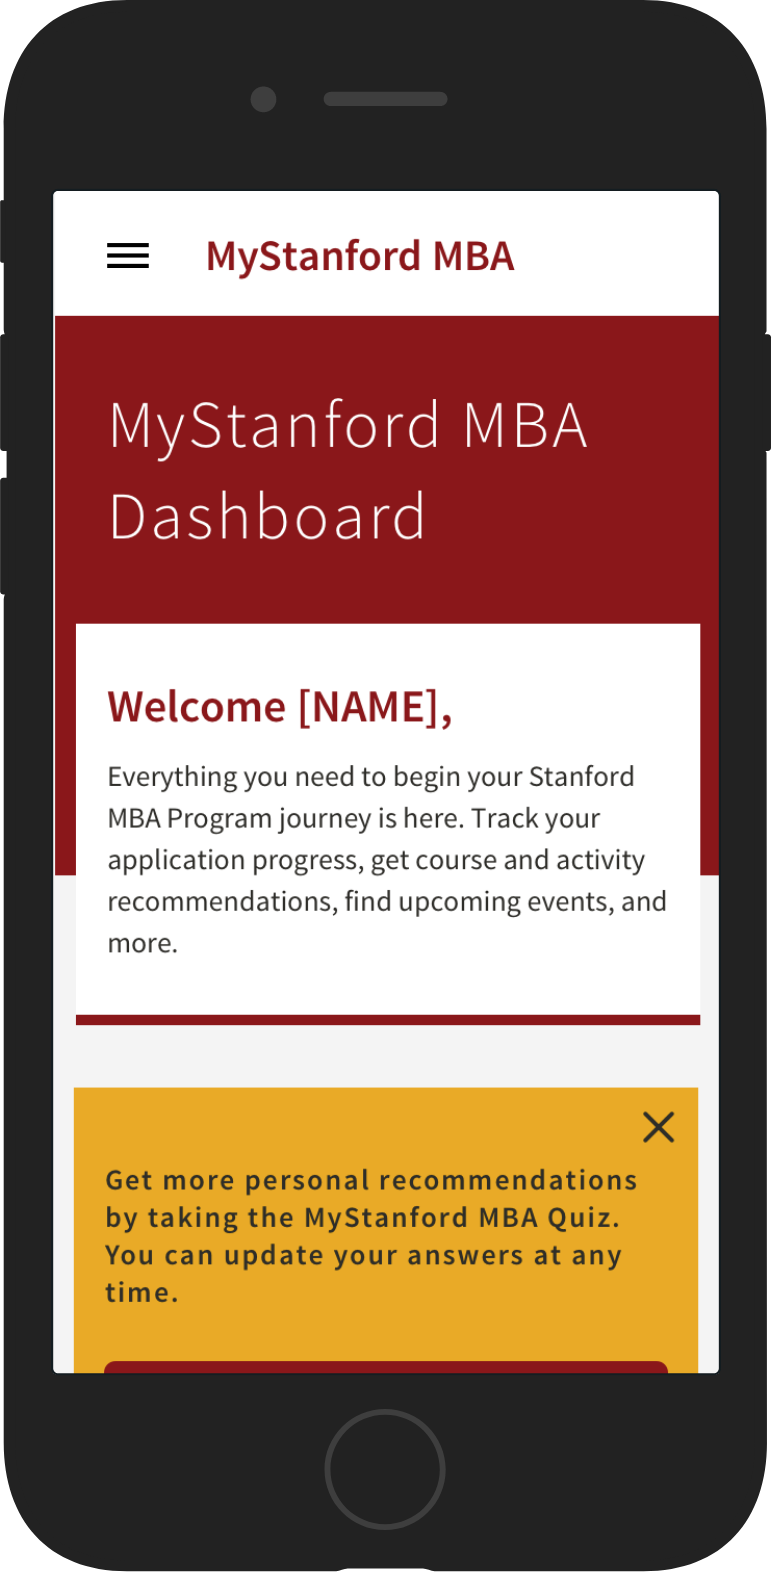 MyStanford MBA
MyStanford MBA
Dashboard
Welcome [NAME],
Everything you need to begin your Stanford
MBA Program journey is here. Track your
application progress, get course and activity
recommendations, find upcoming events, and
more.
Get more personal recommendations
by taking the MyStanford MBA Quiz.
You can update your answers at any
time.